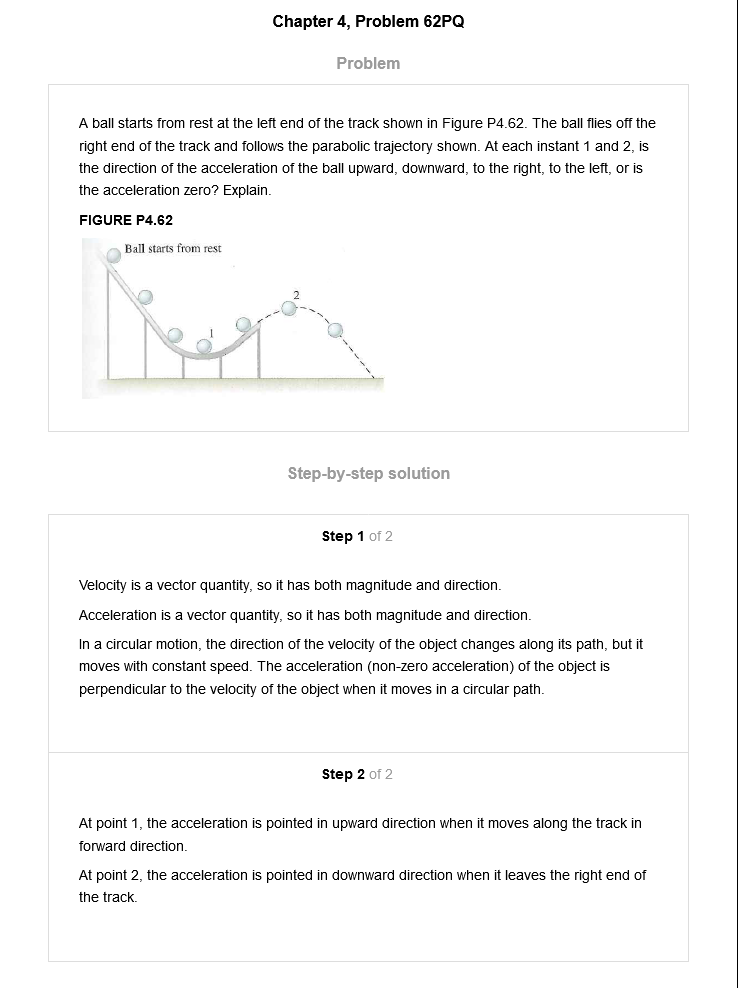 Chapter 4, Problem 62PQ
Problem
A ball starts from rest at the left end of the track shown in Figure P4.62. The ball flies off the
right end of the track and follows the parabolic trajectory shown. At each instant 1 and 2, is
the direction of the acceleration of the ball upward, downward, to the right, to the left, or is
the acceleration zero? Explain.
FIGURE P4.62
Ball starts from rest
2
1
Step-by-step solution
Step 1 of 2
Velocity is a vector quantity, so it has both magnitude and direction.
Acceleration is a vector quantity, so it has both magnitude and direction.
In a circular motion, the direction of the velocity of the object changes along its path, but it
moves with constant speed. The acceleration (non-zero acceleration) of the object is
perpendicular to the velocity of the object when it moves in a circular path.
Step 2 of 2
At point 1, the acceleration is pointed in upward direction when it moves along the track in
forward direction.
At point 2, the acceleration is pointed in downward direction when it leaves the right end of
the track.